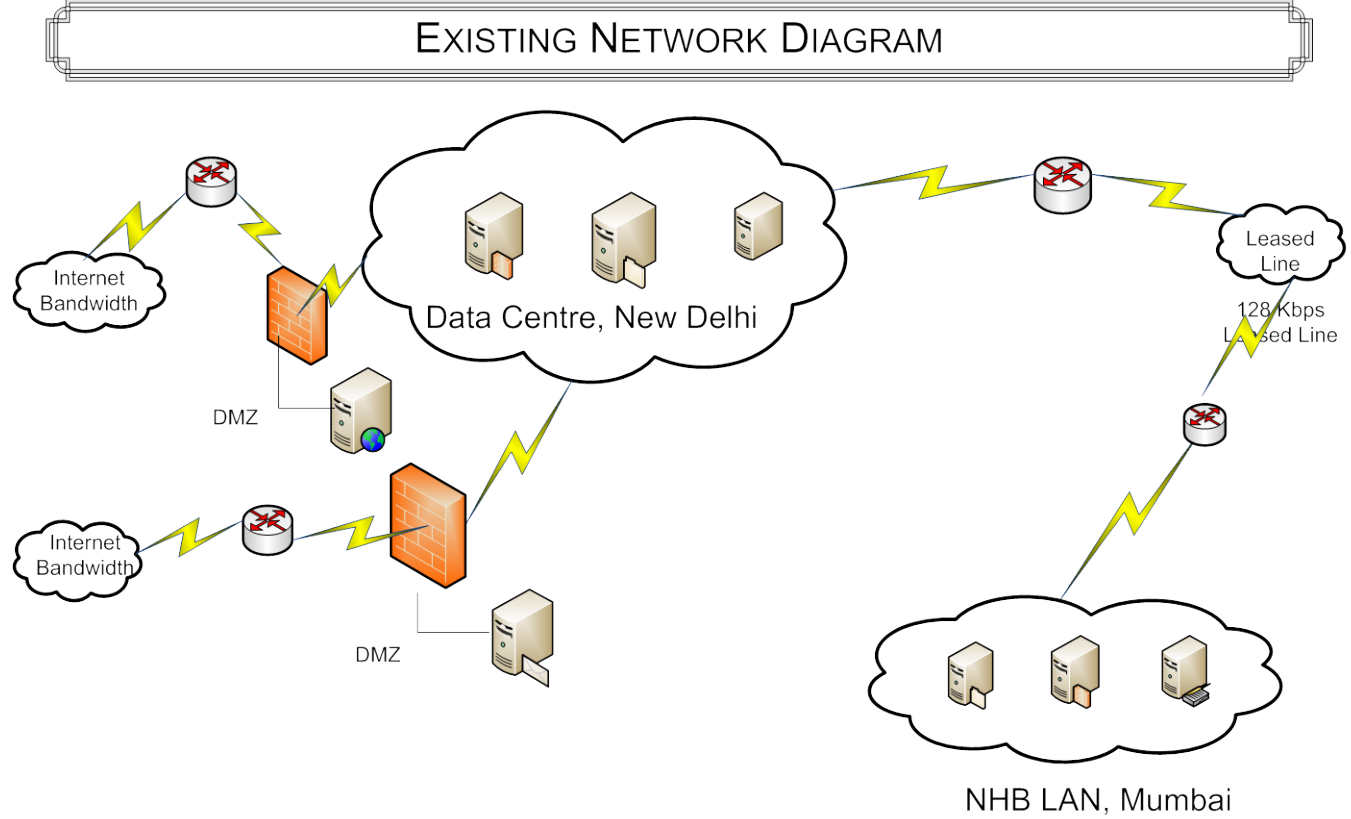 EXISTING NETWORK DIAGRAM
Internet
Bandwidth
Data Centre, New Delhi
Leased
Line
128 Kbps
Leased Line
DMZ
Internet
Bandwidth
DMZ
NHB LAN, Mumbai